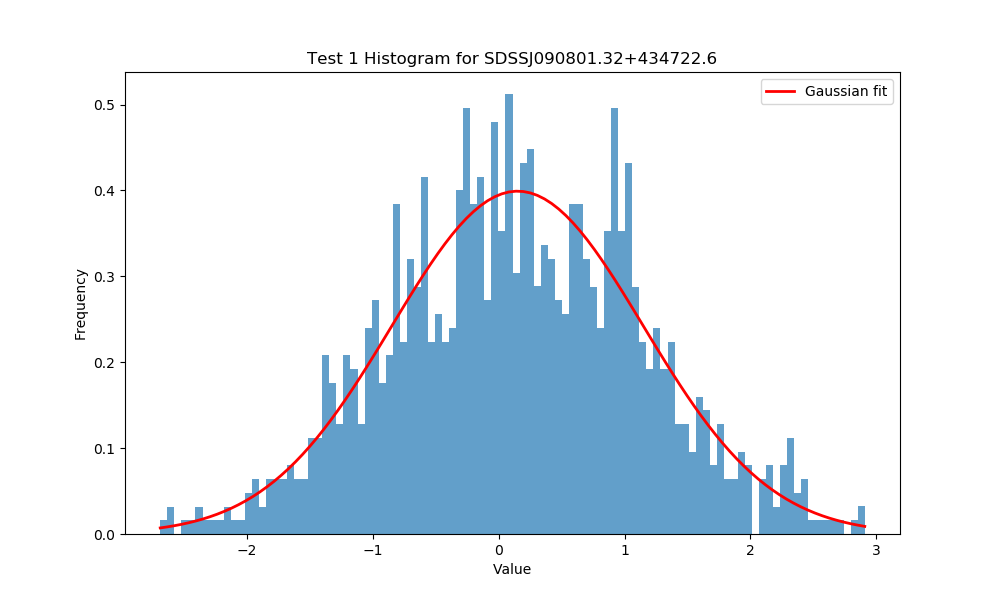 Test 1 Histogram for SDSSJ090801.32+434722.6
Gaussian fit
0.5
0.4
0.3
0.2
0.1
0.0
Frequency
−2 −1 0 1 2 3
Value